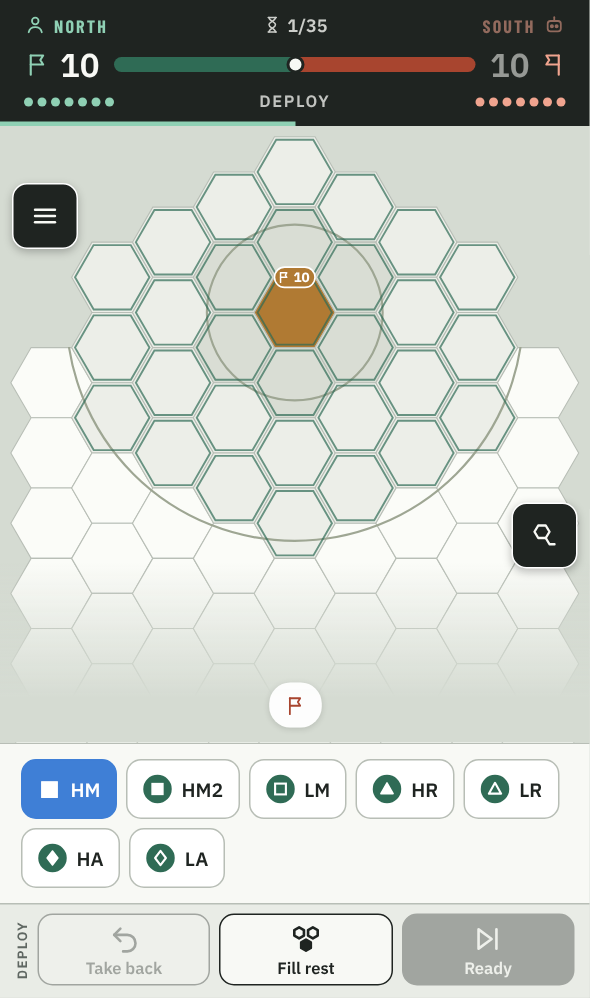 NORTH
1/35
SOUTH
10
10
DEPLOY
10
HM
HM2
LM
HR
LR
HA
LA
DEPLOY
Take back
Fill rest
Ready